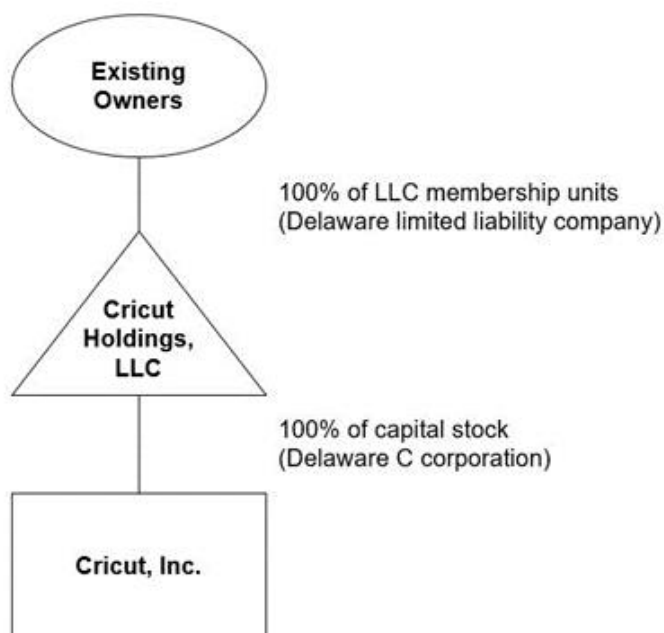 Existing
Owners
100% of LLC membership units
(Delaware limited liability company)
Cricut
Holdings,
LLC
100% of capital stock
(Delaware C corporation)
Cricut, Inc.